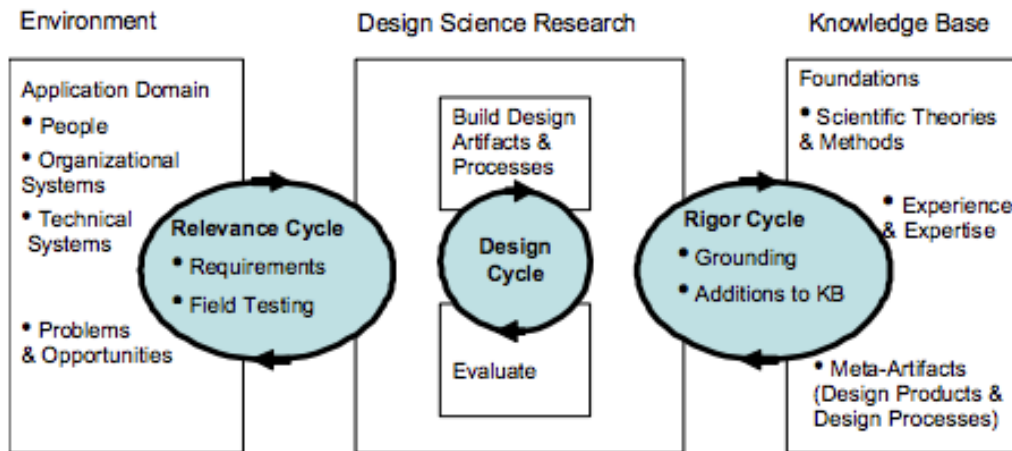 Environment
Design Science Research
Knowledge Base
Application Domain
• People
• Organizational
Systems
• Technical
Systems
• Problems
& Opportunities
Relevance Cycle
• Requirements
• Field Testing
Build Design
Artifacts &
Processes
Design
Cycle
Evaluate
Rigor Cycle
• Grounding
• Additions to KB
Foundations
• Scientific Theories
& Methods
• Experience
& Expertise
• Meta-Artifacts
(Design Products &
Design Processes)